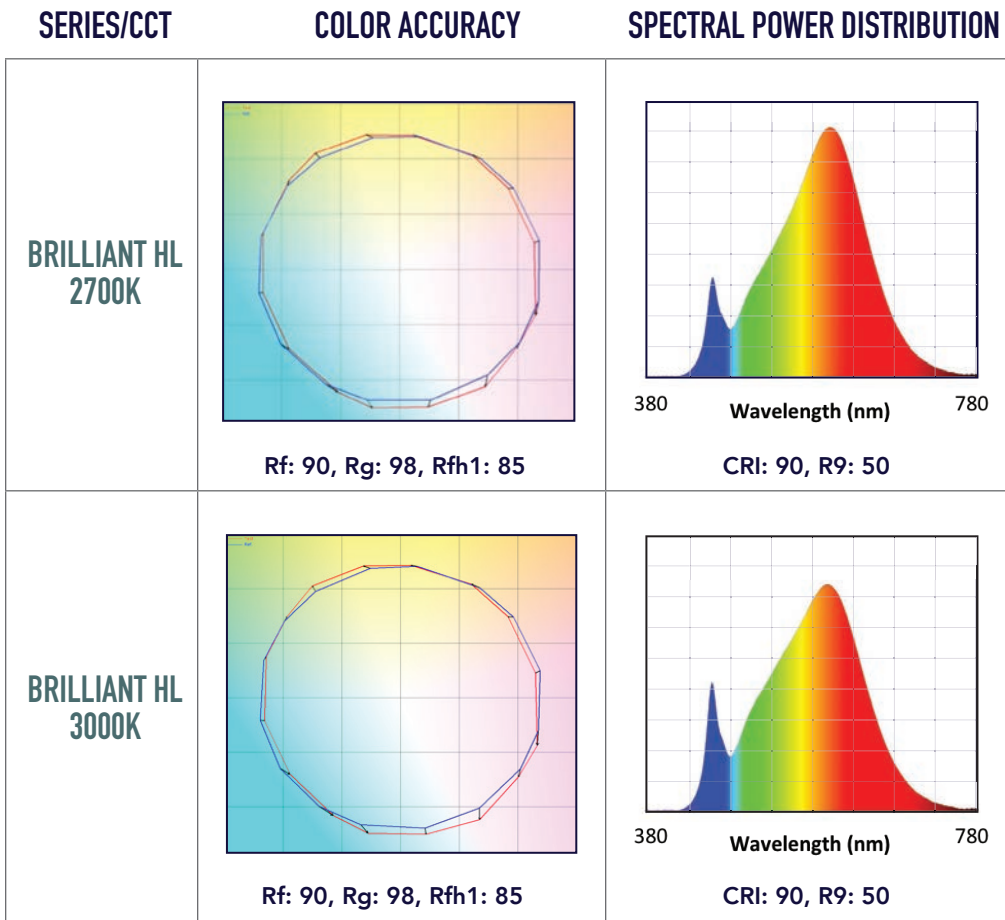 SERIES/CCT
COLOR ACCURACY
SPECTRAL POWER DISTRIBUTION
BRILLIANT HL
2700K
380
Wavelength (nm)
780
Rf: 90, Rg: 98, Rfh1: 85
CRI: 90, R9: 50
BRILLIANT HL
3000K
380
Wavelength (nm)
780
Rf: 90, Rg: 98, Rfh1: 85
CRI: 90, R9: 50